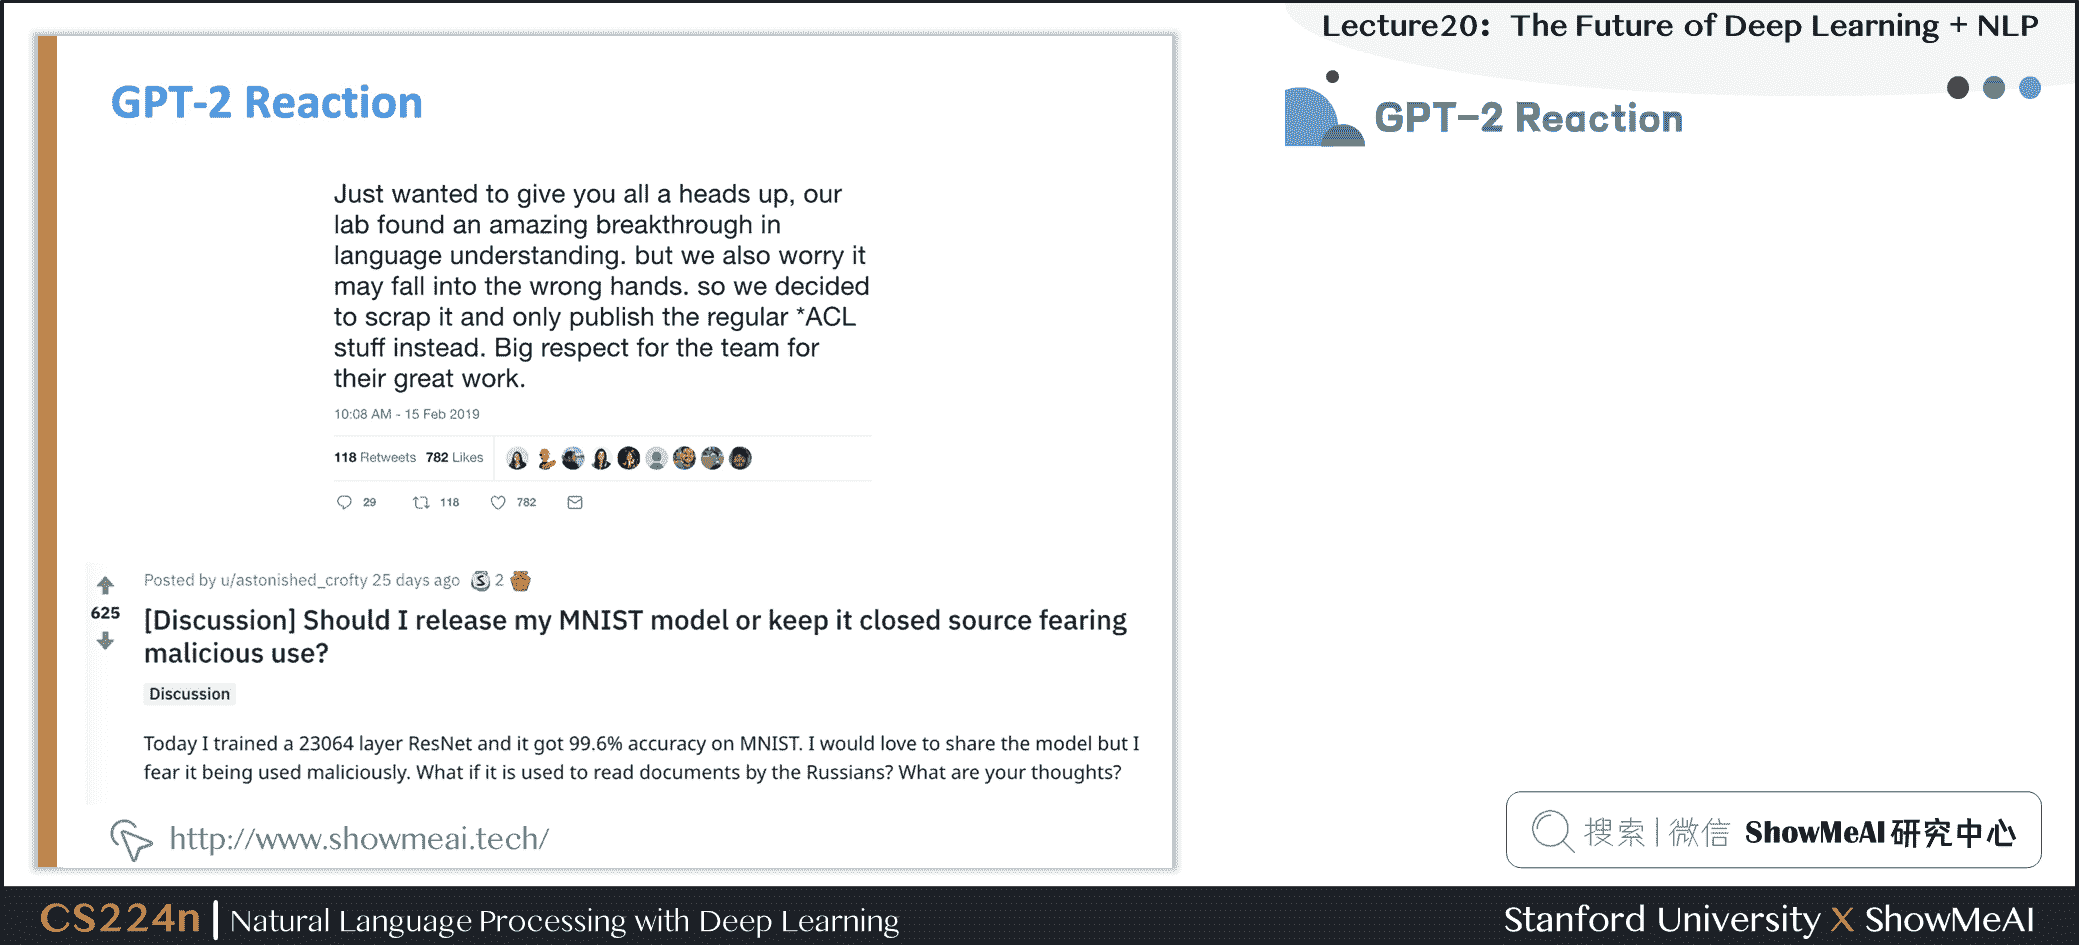 Lecture20: The Future of Deep Learning + NLP
GPT-2 Reaction
GPT-2 Reaction
Just wanted to give you all a heads up, our
lab found an amazing breakthrough in
language understanding. but we also worry it
may fall into the wrong hands. so we decided
to scrap it and only publish the regular *ACL
stuff instead. Big respect for the team for
their great work.
10:08 AM - 15 Feb 2019
118 Retweets 782 Likes
29 118 782
Posted by u/astonished_crofty 25 days ago S 2
625
[Discussion] Should I release my MNIST model or keep it closed source fearing
malicious use?
Discussion
Today I trained a 23064 layer ResNet and it got 99.6% accuracy on MNIST. I would love to share the model but I
fear it being used maliciously. What if it is used to read documents by the Russians? What are your thoughts?
http://www.showmeai.tech/
搜索 | 微信 ShowMeAI 研究中心
CS224n | Natural Language Processing with Deep Learning
Stanford University X ShowMeAI